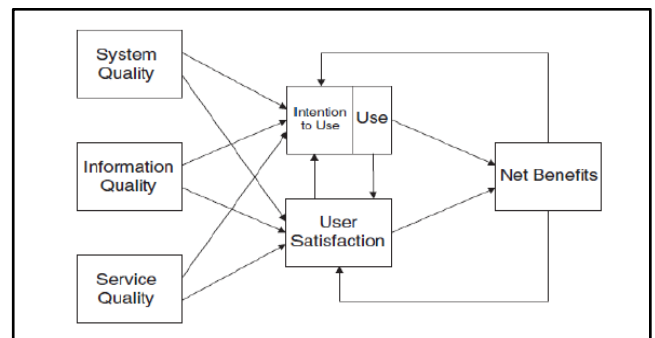 System
Quality
Intention
to Use
Use
Information
Quality
Net Benefits
User
Satisfaction
Service
Quality